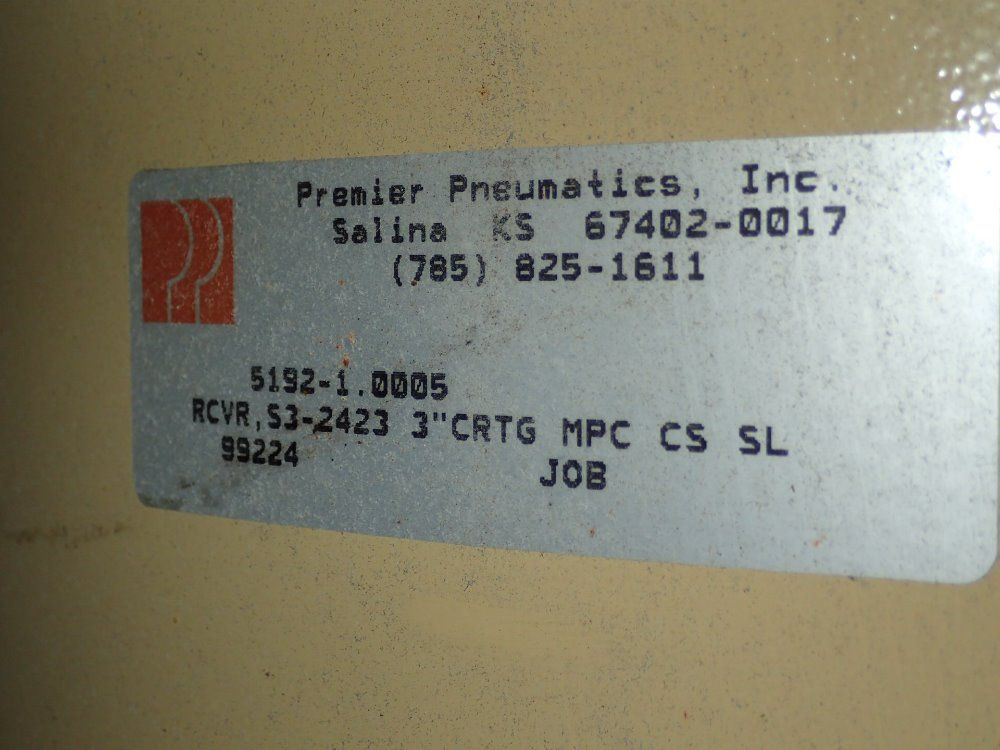 Premier Pneumatics, Inc.
Salina KS 67402-0017
(785) 825-1611
5192-1.0005
RCVR,S3-2423 3"CRTG MPC CS SL
99224 JOB